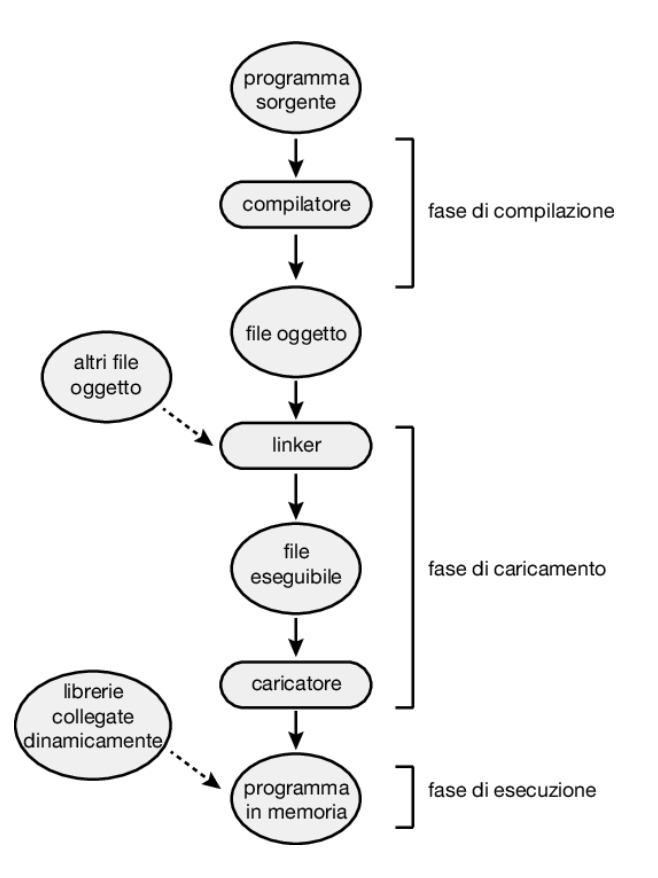 programma
sorgente
compilatore
fase di compilazione
file oggetto
altri file
oggetto
linker
file
eseguibile
fase di caricamento
caricatore
librerie
collegate
dinamicamente
programma
in memoria
fase di esecuzione